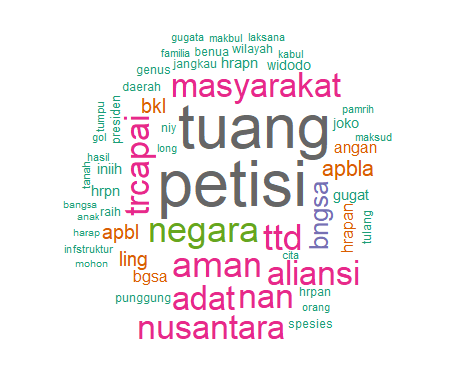 gugata makbul laksana
familia benua wilayah kabul
genus jangkau hrapn widodo
daerah masyarakat
bkl
tumpu presiden trcapai niy tuang pamrih
joko
gol long maksud
hasil angan
tanah iniih petisi apbla
hrpn bngsa gugat
bangsa raih
anak hrapan tulang
harap apbl negara ttd
infstruktur cita
mohon ling aman aliansi
bgsa
punggung adat nan hrpan
orang
nusantara spesies